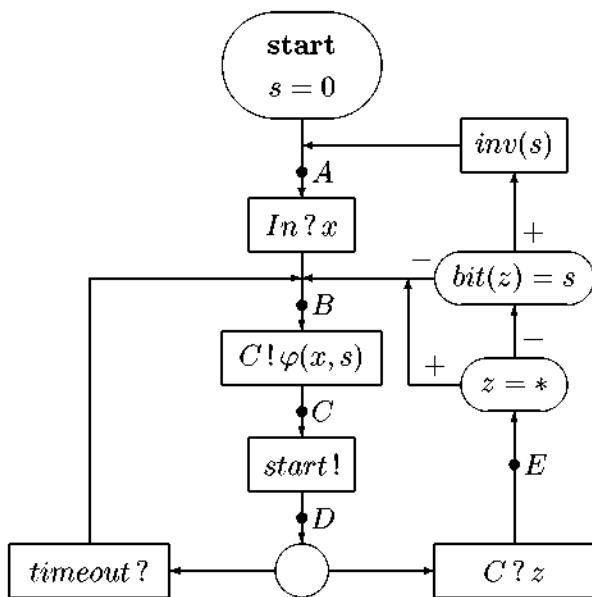 start
s = 0
inv(s)
A
In ? x
+
−
bit(z) = s
B
C ! φ(x, s)
−
+
z = ∗
C
start !
E
D
timeout ?
C ? z